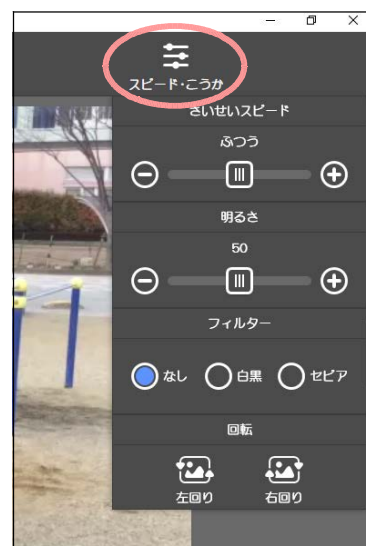 スピード・こうか
さいせいスピード
ふつう
明るさ
50
フィルター
なし 白黒 セピア
回転
左回り 右回り